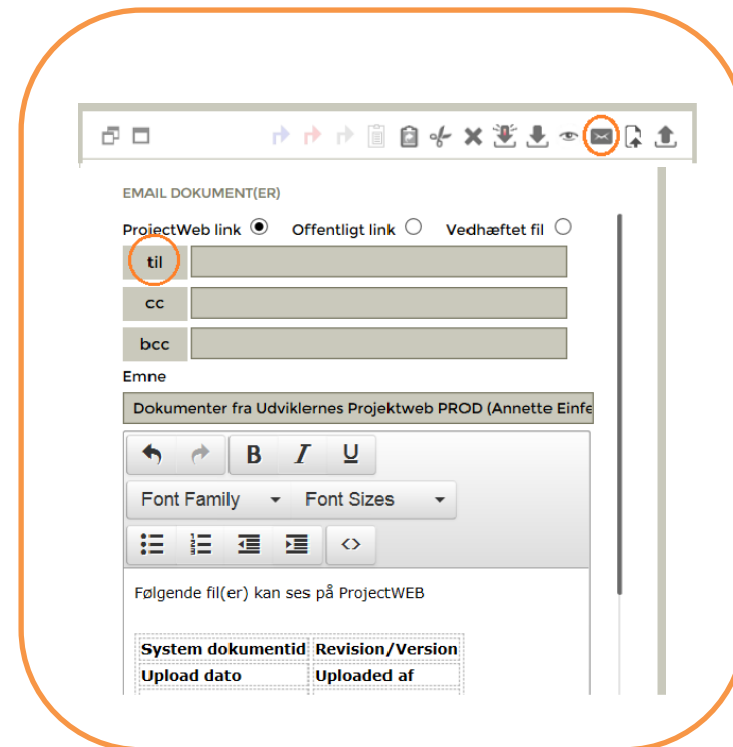 EMAIL DOKUMENT(ER)
ProjectWeb link Offentligt link Vedhæftet fil
til
cc
bcc
Emne
Dokumenter fra Udviklernes Projektweb PROD (Annette Einfe
B I U
Font Family Font Sizes
Følgende fil(er) kan ses på ProjectWEB
System dokumentid Revision/Version
Upload dato Uploaded af